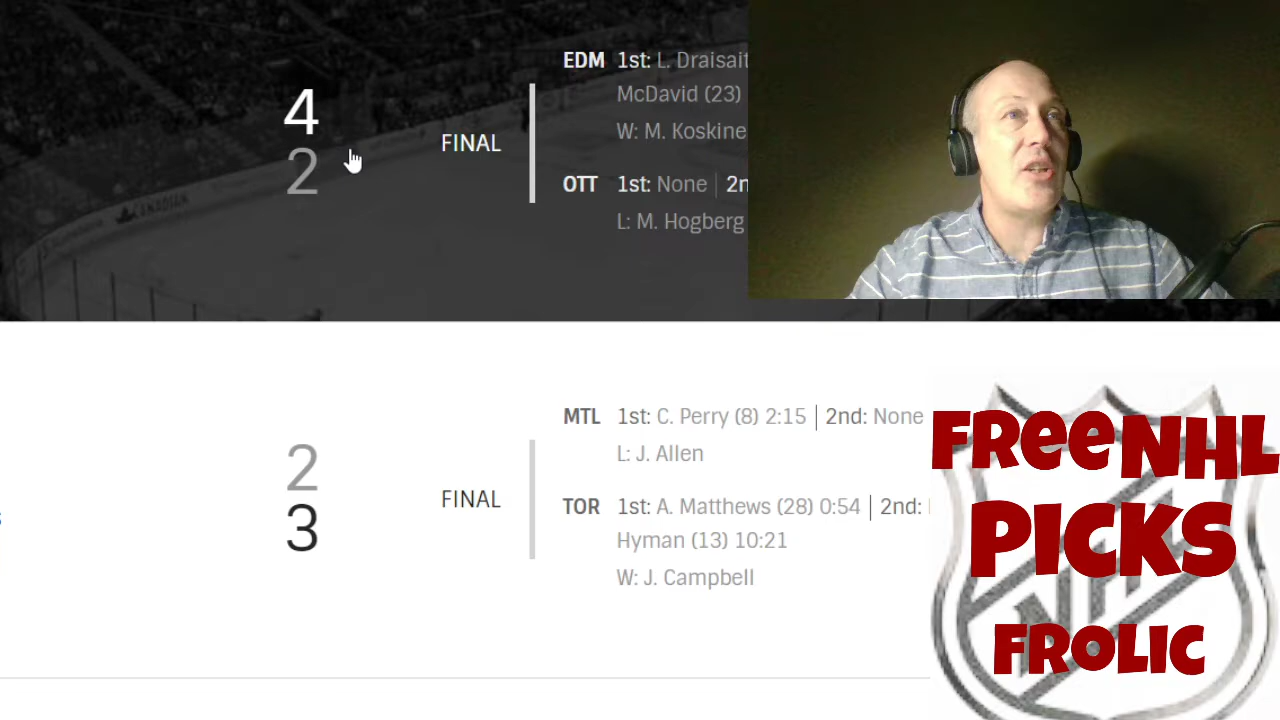 EDM 1st: L. Draisait
McDavid (23)
W: M. Koskine
4
2
FINAL
OTT 1st: None | 2n
L: M. Hogberg
CANADIAN
MTL 1st: C. Perry (8) 2:15 | 2nd: None
L: J. Allen
2
3
FINAL
TOR 1st: A. Matthews (28) 0:54 | 2nd:
Hyman (13) 10:21
W: J. Campbell
FRee NHL
PICKS
FROLIC
NHL